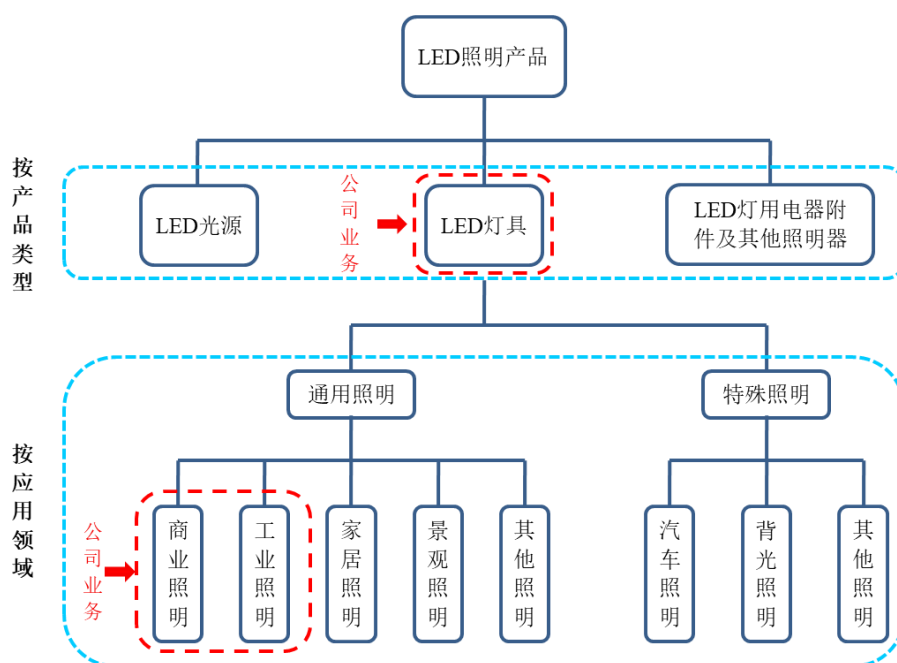 LED照明产品
按产品类型
公司业务
LED光源
LED灯具
LED灯用电器附
件及其他照明器
按应用领域
通用照明
特殊照明
公司业务
商业照明
工业照明
家居照明
景观照明
其他照明
汽车照明
背光照明
其他照明